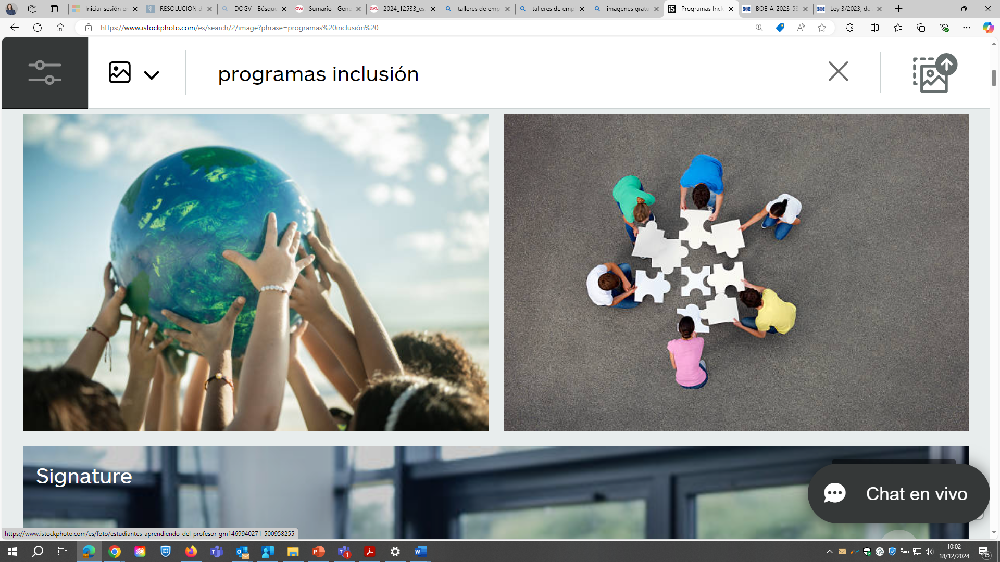 Iniciar sesión er
RESOLUCIÓN d
DOGV - Búsque
Sumario - Gene
2024_12533_es.
talleres de emp
talleres de emp
imagenes gratu
Programas Inclu
BOE-A-2023-53
Ley 3/2023, de
https://www.istockphoto.com/es/search/2/image?phrase=programas%20inclusión%20
programas inclusión
Signature
Chat en vivo
https://www.istockphoto.com/es/foto/estudiantes-aprendiendo-del-profesor-gm1469940271-500958255
10:02
18/12/2024
15